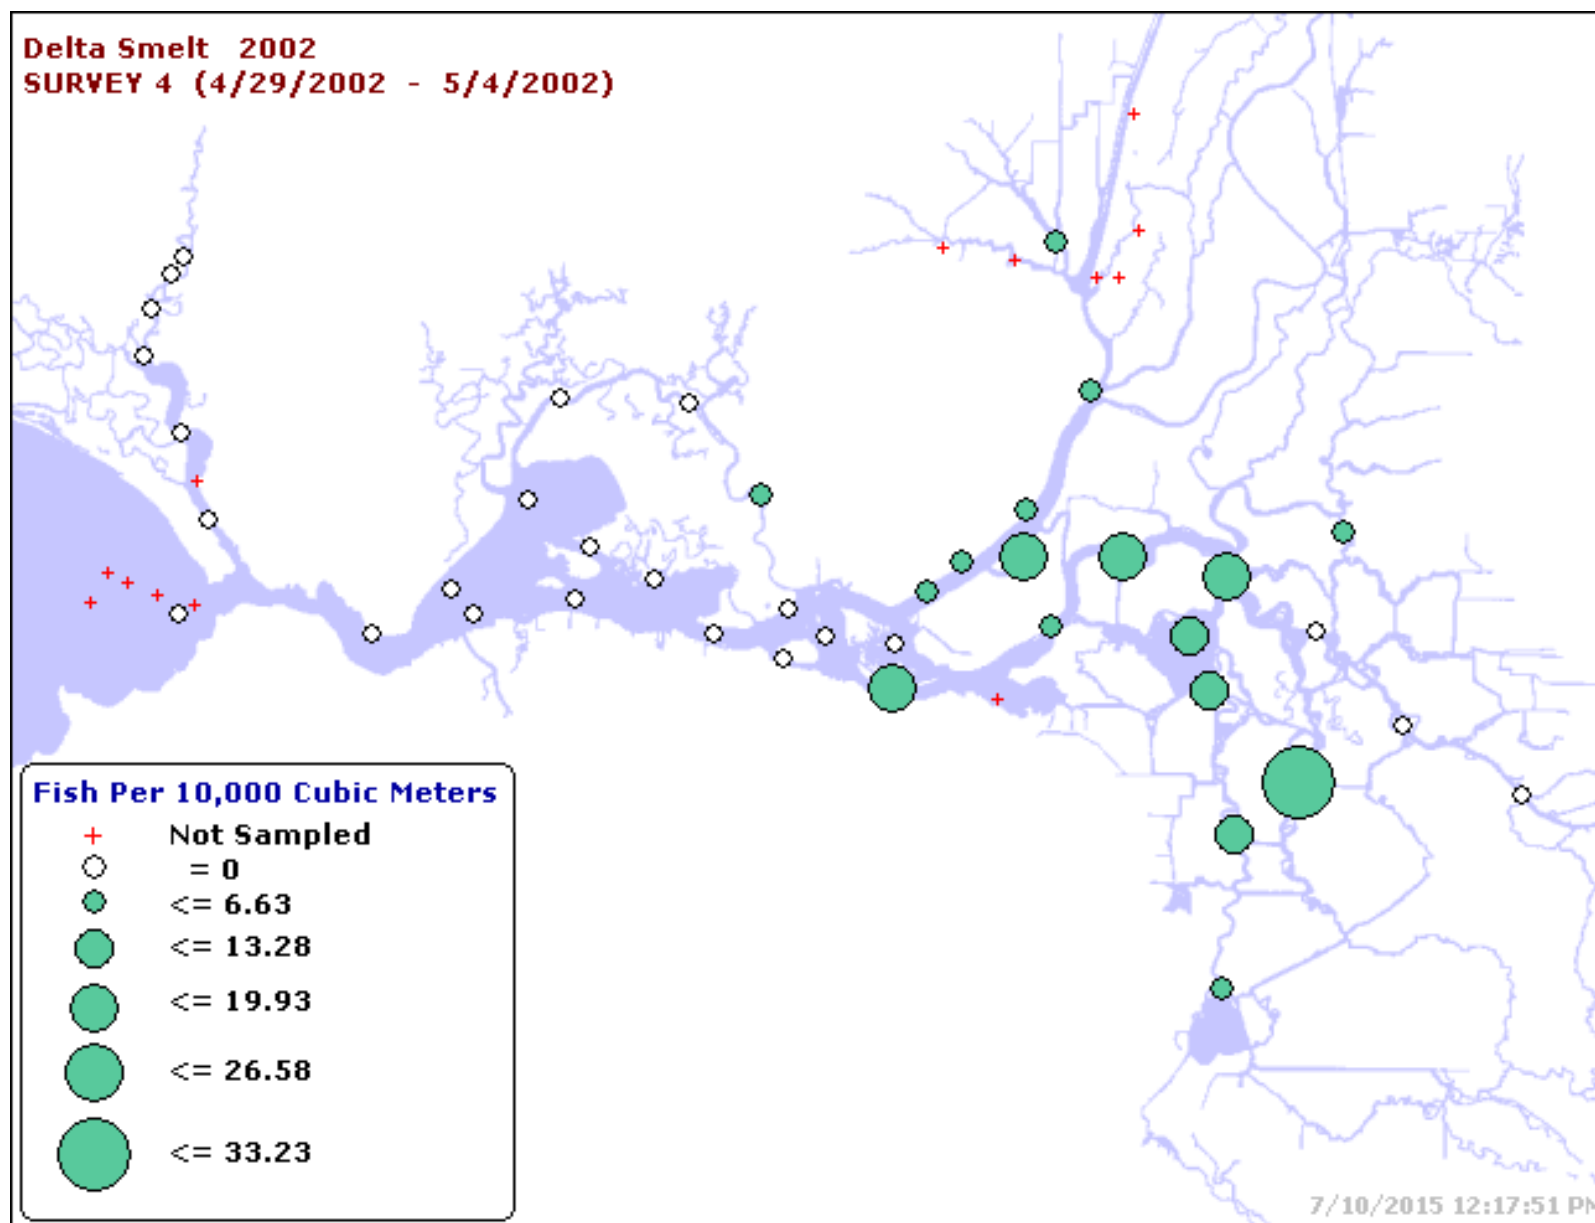 Delta Smelt 2002
SURVEY 4 (4/29/2002 - 5/4/2002)
Fish Per 10,000 Cubic Meters
Not Sampled
= 0
<= 6.63
<= 13.28
<= 19.93
<= 26.58
<= 33.23
7/10/2015 12:17:51 PM